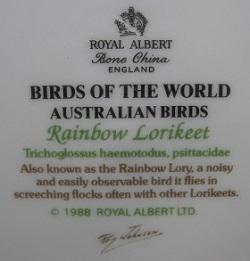 ROYAL ALBERT
Bone China
ENGLAND
BIRDS OF THE WORLD
AUSTRALIAN BIRDS
Rainbow Lorikeet
Trichoglossus haemotodus, psittacidae
Also known as the Rainbow Lory, a noisy
and easily observable bird it flies in
screeching flocks often with other Lorikeets.
© 1988 ROYAL ALBERT LTD.